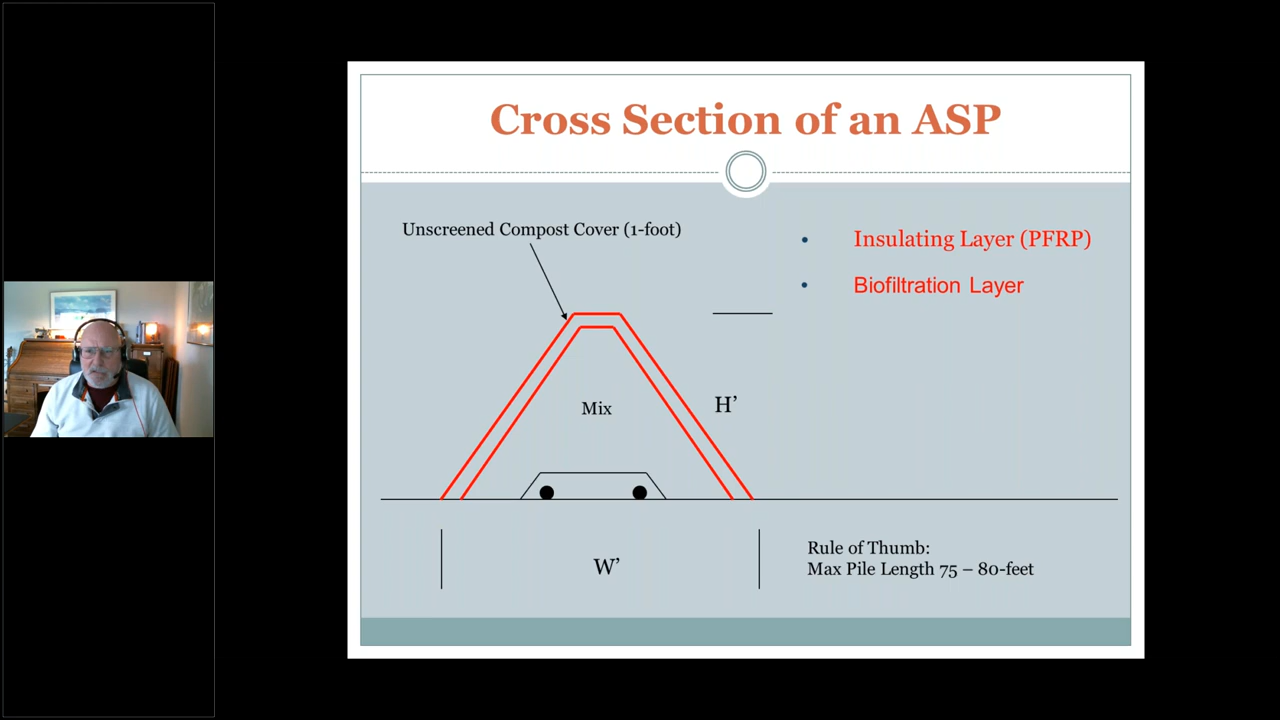 Cross Section of an ASP
Unscreened Compost Cover (1-foot)
• Insulating Layer (PFRP)
• Biofiltration Layer
Mix
H’
W’
Rule of Thumb:
Max Pile Length 75 – 80-feet